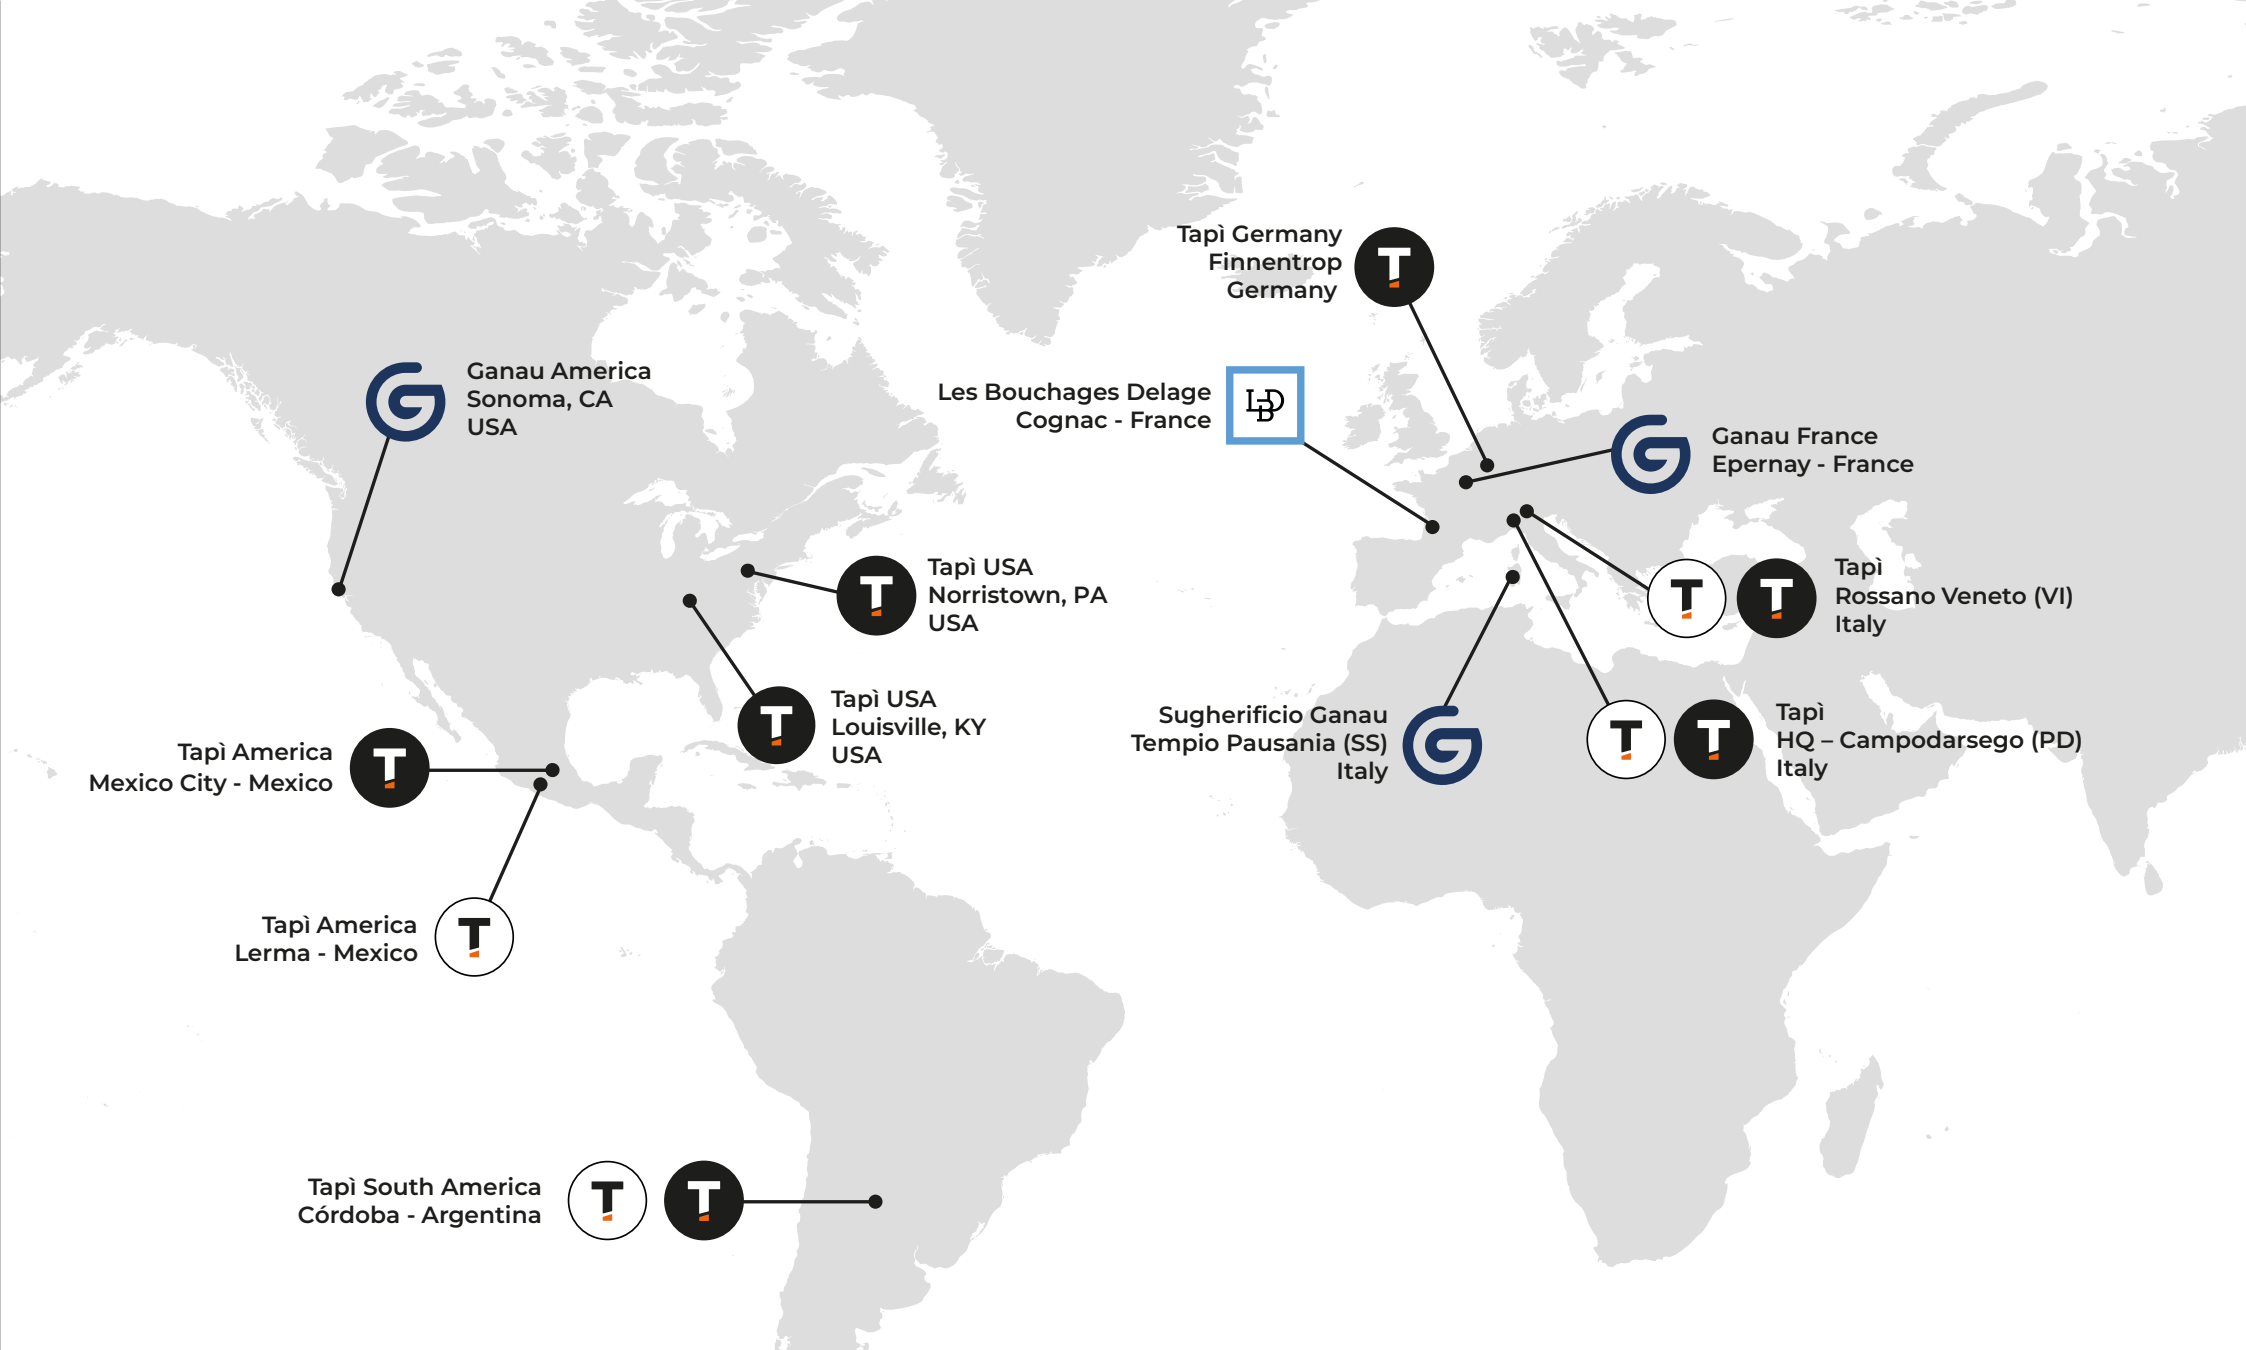 Tapì Germany
Finnentrop
Germany
Ganau America
Sonoma, CA
USA
Les Bouchages Delage
Cognac - France
LBD
Ganau France
Epernay - France
Tapì USA
Norristown, PA
USA
Tapì
Rossano Veneto (VI)
Italy
Tapì USA
Louisville, KY
USA
Sugherificio Ganau
Tempio Pausania (SS)
Italy
Tapì
HQ – Campodarsego (PD)
Italy
Tapì America
Mexico City - Mexico
Tapì America
Lerma - Mexico
Tapì South America
Córdoba - Argentina